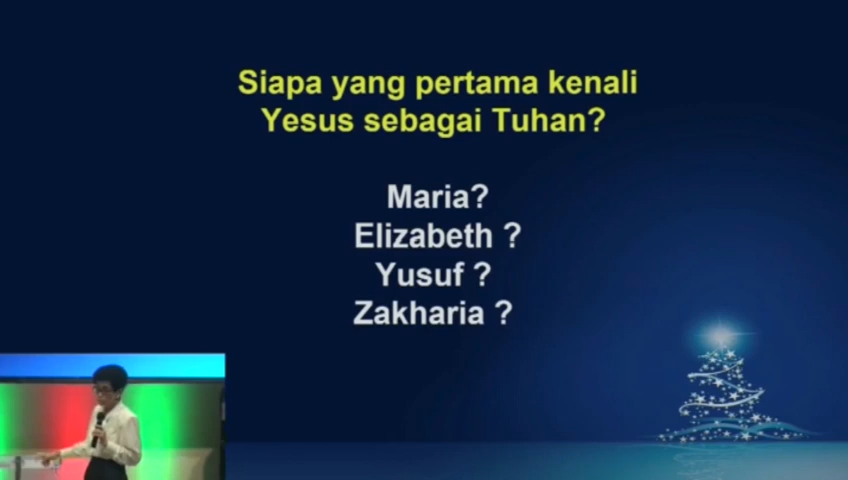 Siapa yang pertama kenali
Yesus sebagai Tuhan?
Maria?
Elizabeth ?
Yusuf ?
Zakharia ?